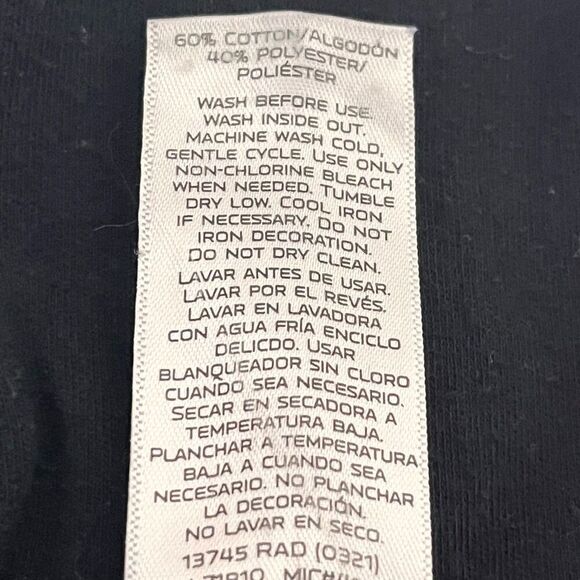 60% COTTON/ALGODÓN
40% POLYESTER/
POLIÉSTER
WASH BEFORE USE.
WASH INSIDE OUT.
MACHINE WASH COLD,
GENTLE CYCLE. USE ONLY
NON-CHLORINE BLEACH
WHEN NEEDED. TUMBLE
DRY LOW. COOL IRON
IF NECESSARY. DO NOT
IRON DECORATION.
DO NOT DRY CLEAN.
LAVAR ANTES DE USAR.
LAVAR POR EL REVÉS.
LAVAR EN LAVADORA
CON AGUA FRÍA ENCICLO
DELICDO. USAR
BLANQUEADOR SIN CLORO
CUANDO SEA NECESARIO.
SECAR EN SECADORA A
TEMPERATURA BAJA.
PLANCHAR A TEMPERATURA
BAJA A CUANDO SEA
NECESARIO. NO PLANCHAR
LA DECORACIÓN.
NO LAVAR EN SECO.
13745 RAD (0321)